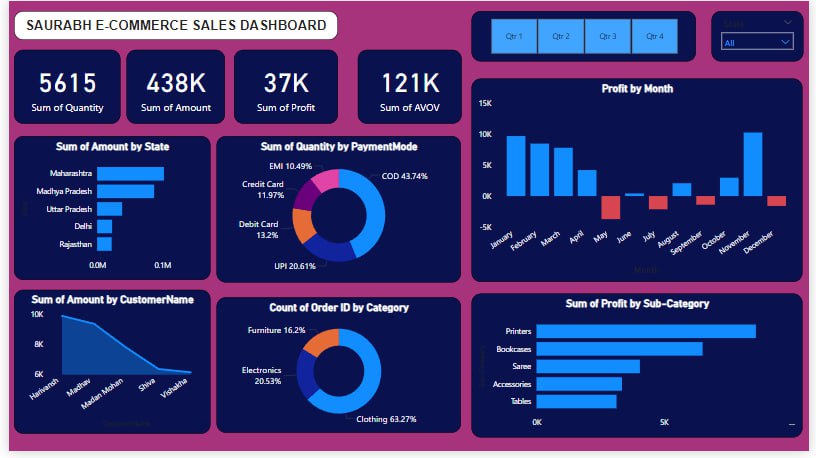 SAURABH E-COMMERCE SALES DASHBOARD
Qtr 1
Qtr 2
Qtr 3
Qtr 4
State
All
5615
Sum of Quantity
438K
Sum of Amount
37K
Sum of Profit
121K
Sum of AVOV
Sum of Amount by State
Maharashtra
Madhya Pradesh
Uttar Pradesh
Delhi
Rajasthan
0.0M
0.1M
Sum of Quantity by PaymentMode
EMI 10.49%
COD 43.74%
Credit Card
11.97%
Debit Card
13.2%
UPI 20.61%
Profit by Month
15K
10K
5K
0K
-5K
January
February
March
April
May
June
July
August
September
October
November
December
Month
Sum of Amount by CustomerName
10K
8K
6K
Harivansh
Madhav
Madan Mohan
Shiva
Vishakha
Count of Order ID by Category
Furniture 16.2%
Electronics
20.53%
Clothing 63.27%
Sum of Profit by Sub-Category
Printers
Bookcases
Saree
Accessories
Tables
0K
5K